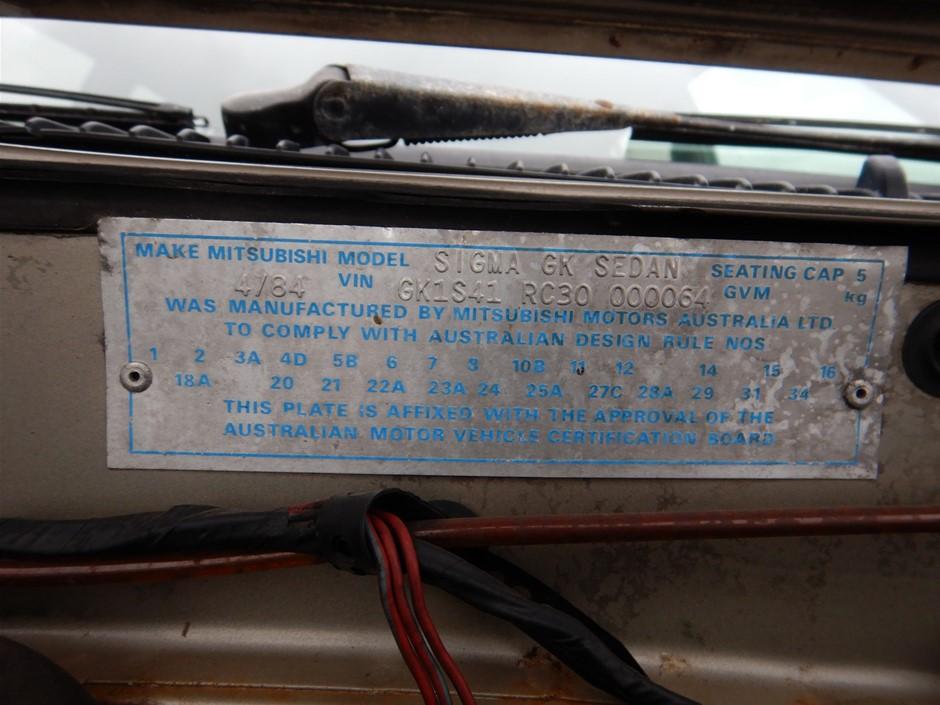 MAKE MITSUBISHI MODEL SIGMA GK SEDAN SEATING CAP 5
4/84 VIN GK1S41 RC30 000064 GVM kg
WAS MANUFACTURED BY MITSUBISHI MOTORS AUSTRALIA LTD.
TO COMPLY WITH AUSTRALIAN DESIGN RULE NOS
1 2 3A 4D 5B 6 7 8 10B 11 12 14 15 16
18A 20 21 22A 23A 24 25A 27C 28A 29 31 34
THIS PLATE IS AFFIXED WITH THE APPROVAL OF THE
AUSTRALIAN MOTOR VEHICLE CERTIFICATION BOARD